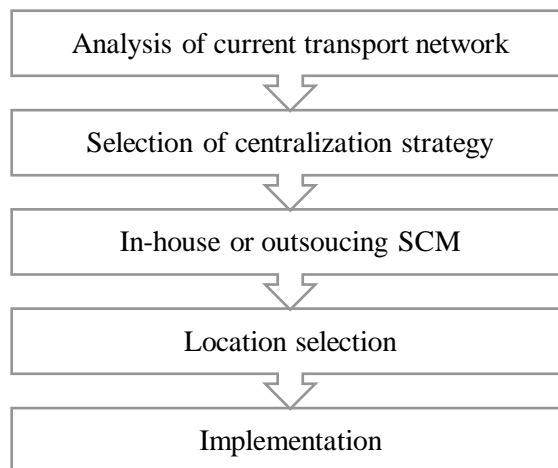 Analysis of current transport network
Selection of centralization strategy
In-house or outsoucing SCM
Location selection
Implementation